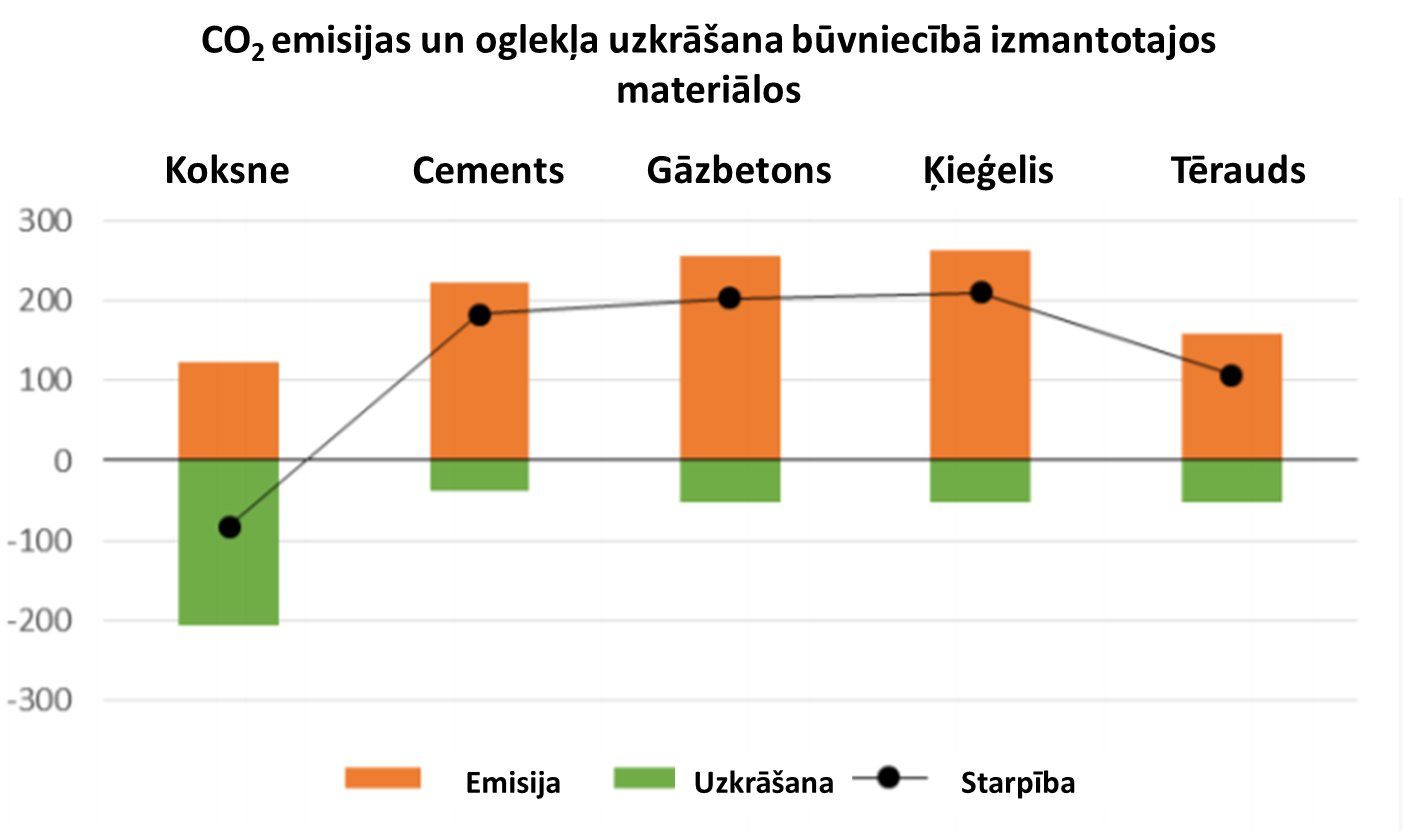 CO₂ emisijas un oglekļa uzkrāšana būvniecībā izmantotajos
materiālos
Koksne Cements Gāzbetons Ķieģelis Tērauds
300
200
100
0
-100
-200
-300
Emisija Uzkrāšana Starpība